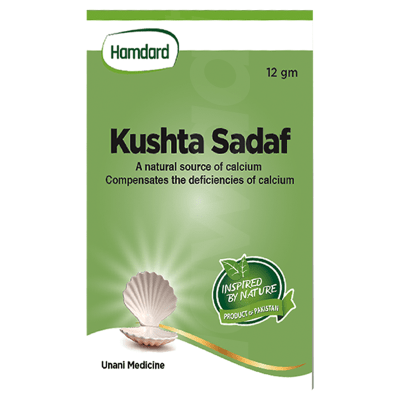 Hamdard
12 gm
Kushta Sadaf
A natural source of calcium
Compensates the deficiencies of calcium
INSPIRED
BY NATURE
PRODUCT OF PAKISTAN
Unani Medicine